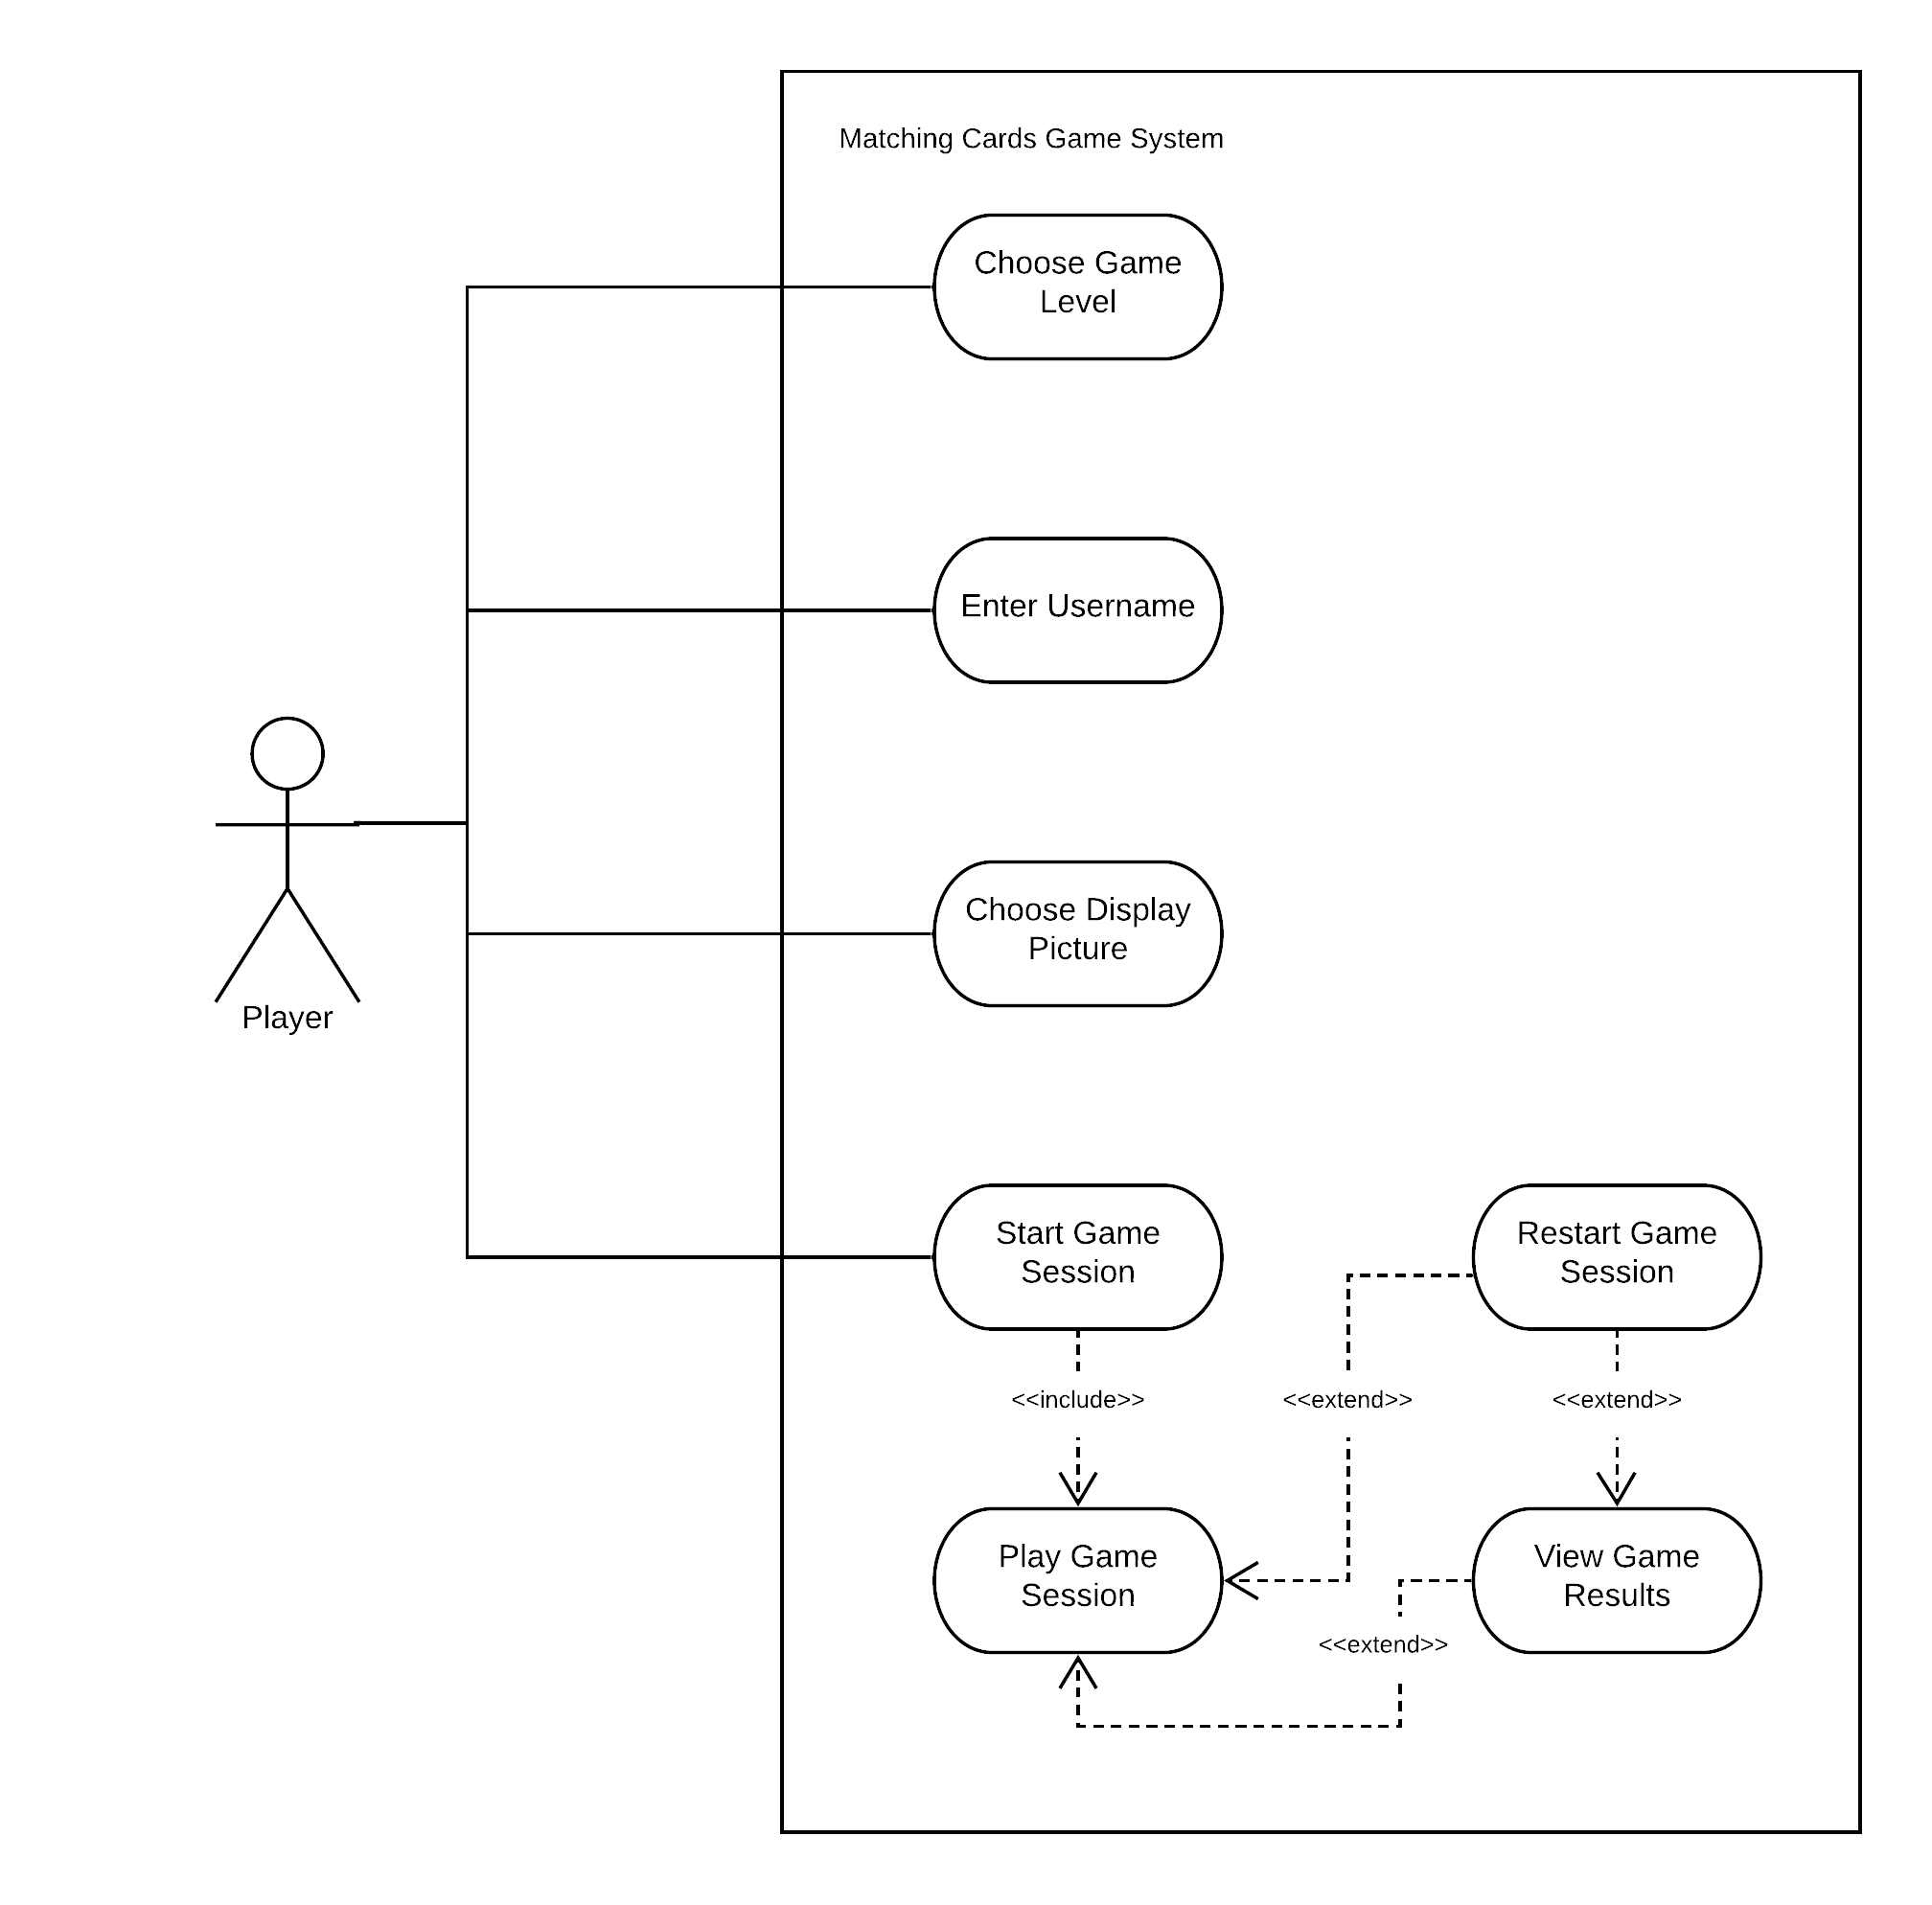 Matching Cards Game System
Choose Game
Level
Enter Username
Choose Display
Picture
Player
Start Game
Session
Restart Game
Session
<<include>>
<<extend>>
<<extend>>
Play Game
Session
View Game
Results
<<extend>>